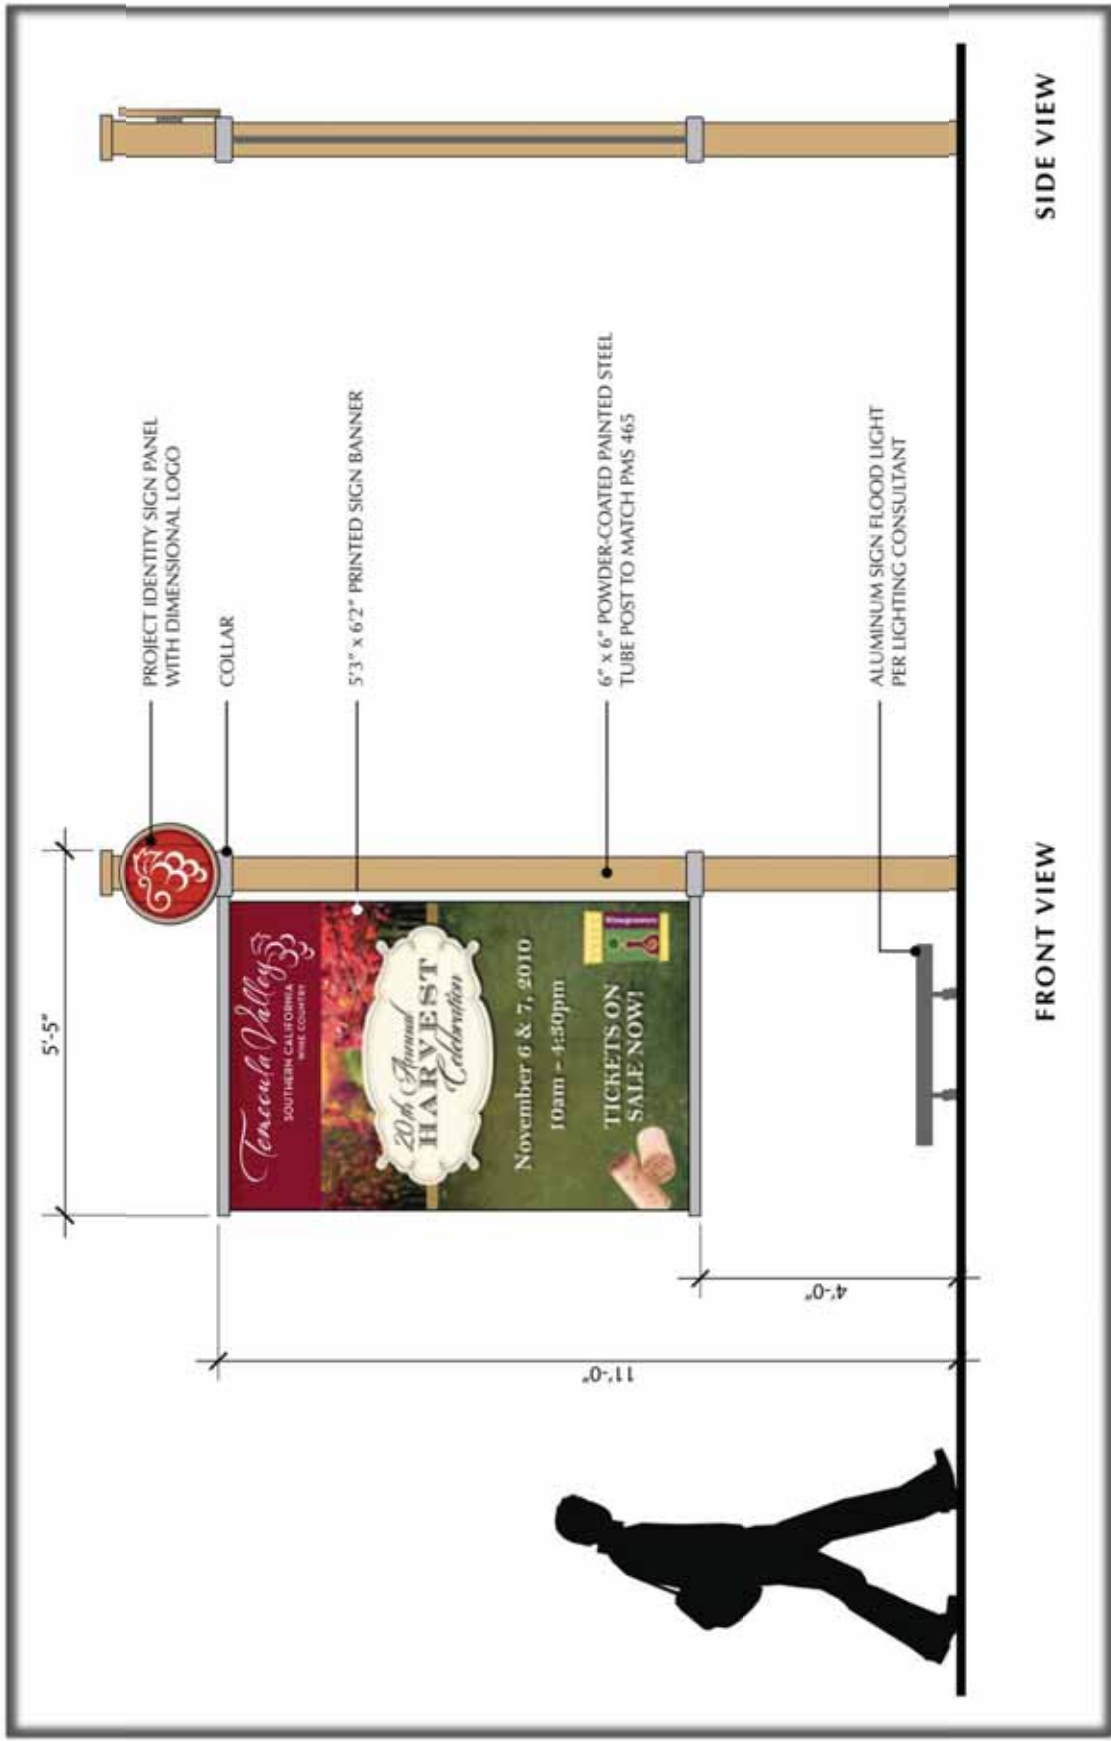 5'-5"
PROJECT IDENTITY SIGN PANEL
WITH DIMENSIONAL LOGO
COLLAR
5'3" x 6'2" PRINTED SIGN BANNER
6" x 6" POWDER-COATED PAINTED STEEL
TUBE POST TO MATCH PMS 465
ALUMINUM SIGN FLOOD LIGHT
PER LIGHTING CONSULTANT
Temecula Valley
SOUTHERN CALIFORNIA
WINE COUNTRY
20th Annual
HARVEST
Celebration
November 6 & 7, 2010
10am - 4:30pm
TICKETS ON
SALE NOW!
Winegrowers
11'-0"
4'-0"
FRONT VIEW
SIDE VIEW